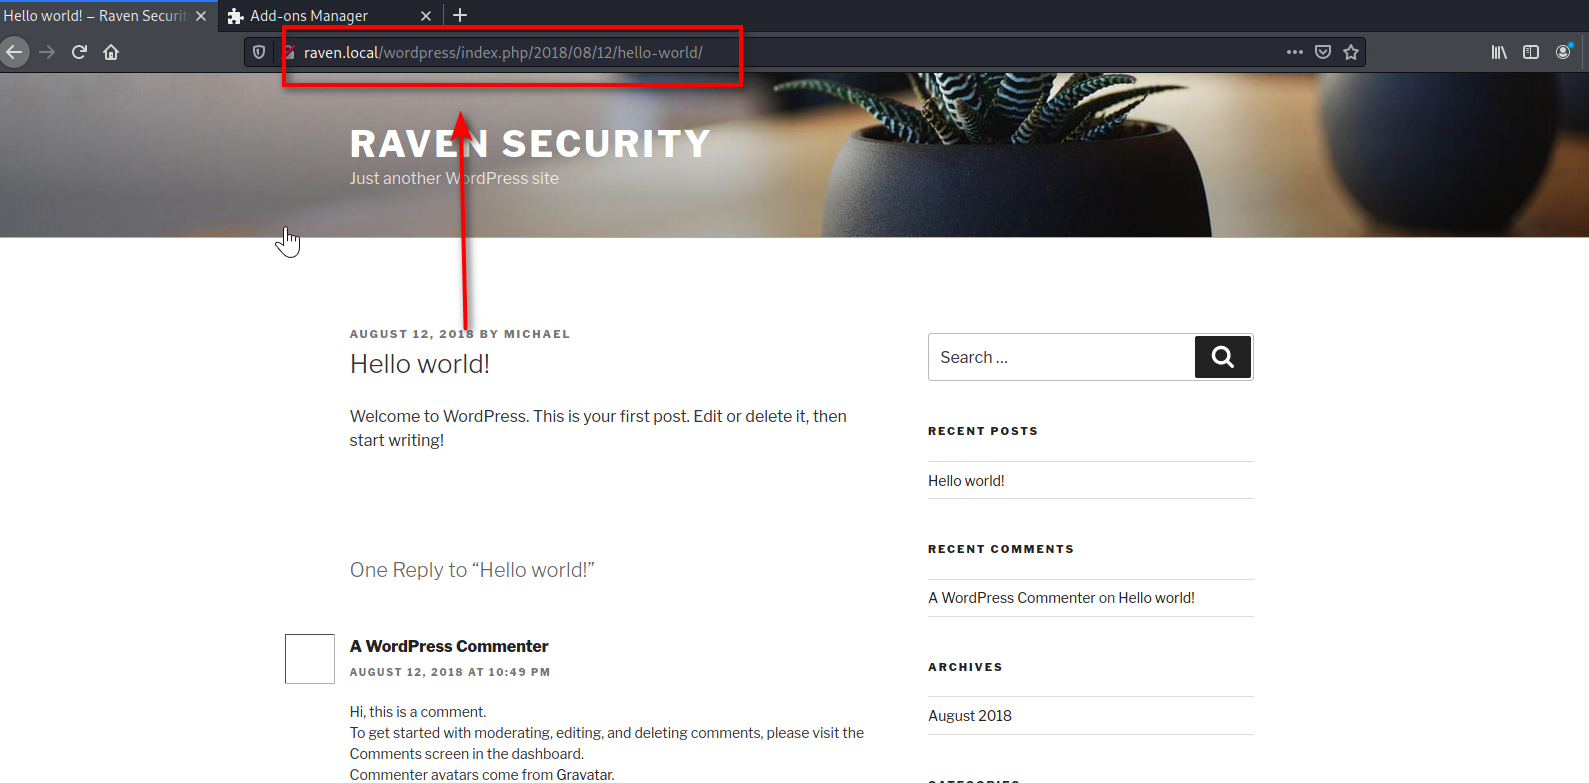 Hello world! – Raven Securit
Add-ons Manager
raven.local/wordpress/index.php/2018/08/12/hello-world/
RAVEN SECURITY
Just another WordPress site
AUGUST 12, 2018 BY MICHAEL
Hello world!
Welcome to WordPress. This is your first post. Edit or delete it, then
start writing!
One Reply to “Hello world!”
A WordPress Commenter
AUGUST 12, 2018 AT 10:49 PM
Hi, this is a comment.
To get started with moderating, editing, and deleting comments, please visit the
Comments screen in the dashboard.
Commenter avatars come from Gravatar.
Search …
RECENT POSTS
Hello world!
RECENT COMMENTS
A WordPress Commenter on Hello world!
ARCHIVES
August 2018